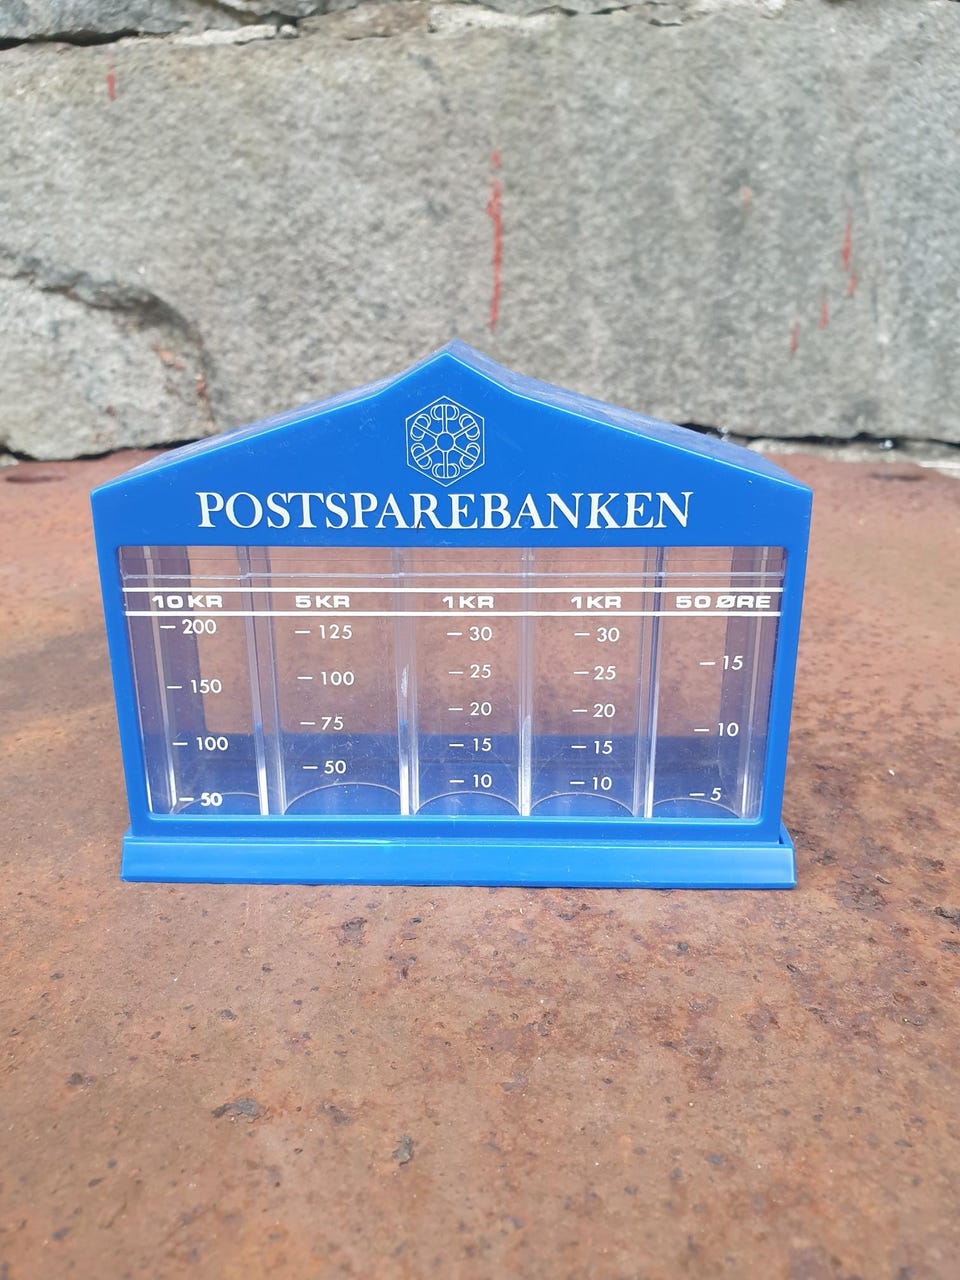 POSTSPAREBANKEN
10 KR 5 KR 1 KR 1 KR 50 ØRE
– 200 – 125 – 30 – 30 – 15
– 150 – 100 – 25 – 25 – 10
– 100 – 75 – 20 – 20 – 5
– 50 – 50 – 15 – 15
– 10 – 10